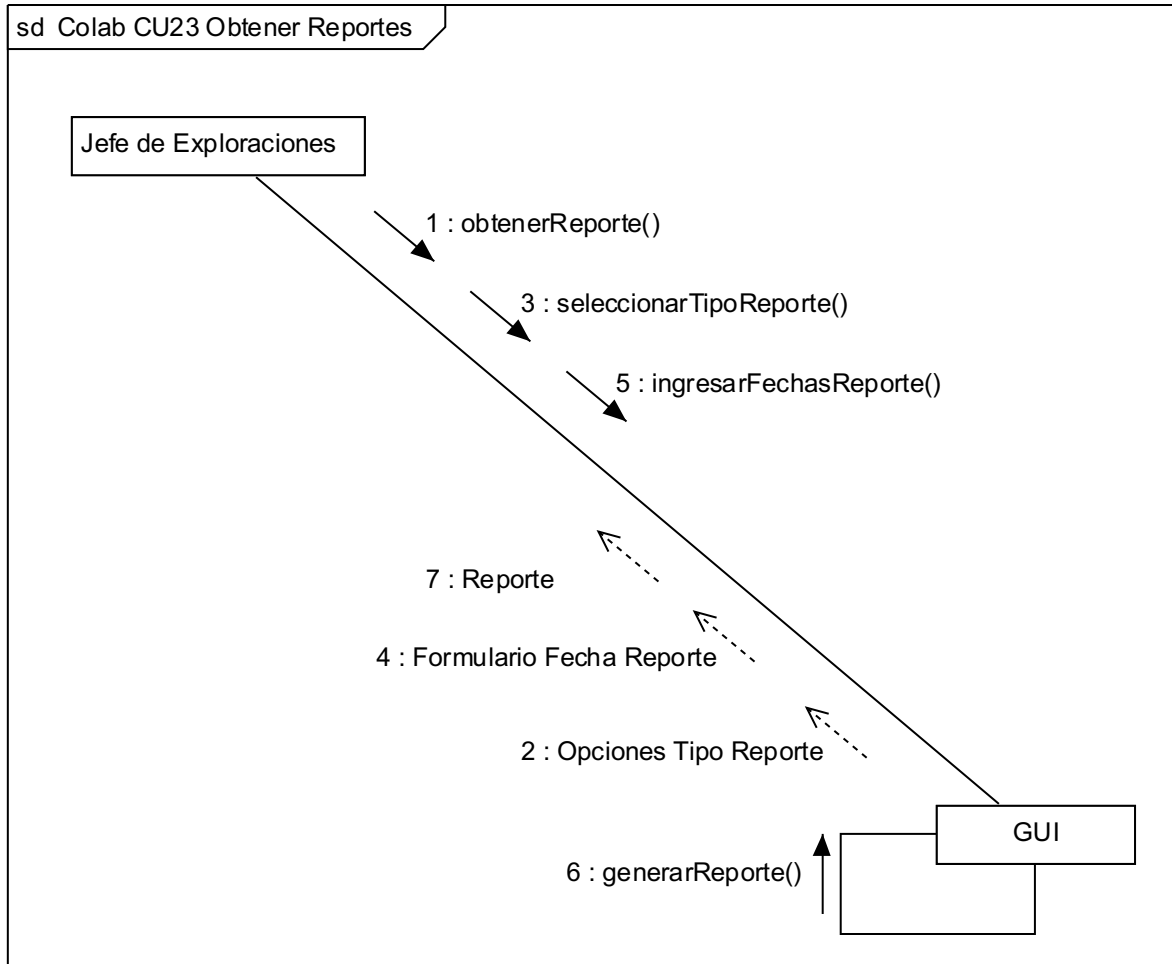 sd Colab CU23 Obtener Reportes
Jefe de Exploraciones
1 : obtenerReporte()
3 : seleccionarTipoReporte()
5 : ingresarFechasReporte()
7 : Reporte
4 : Formulario Fecha Reporte
2 : Opciones Tipo Reporte
GUI
6 : generarReporte()